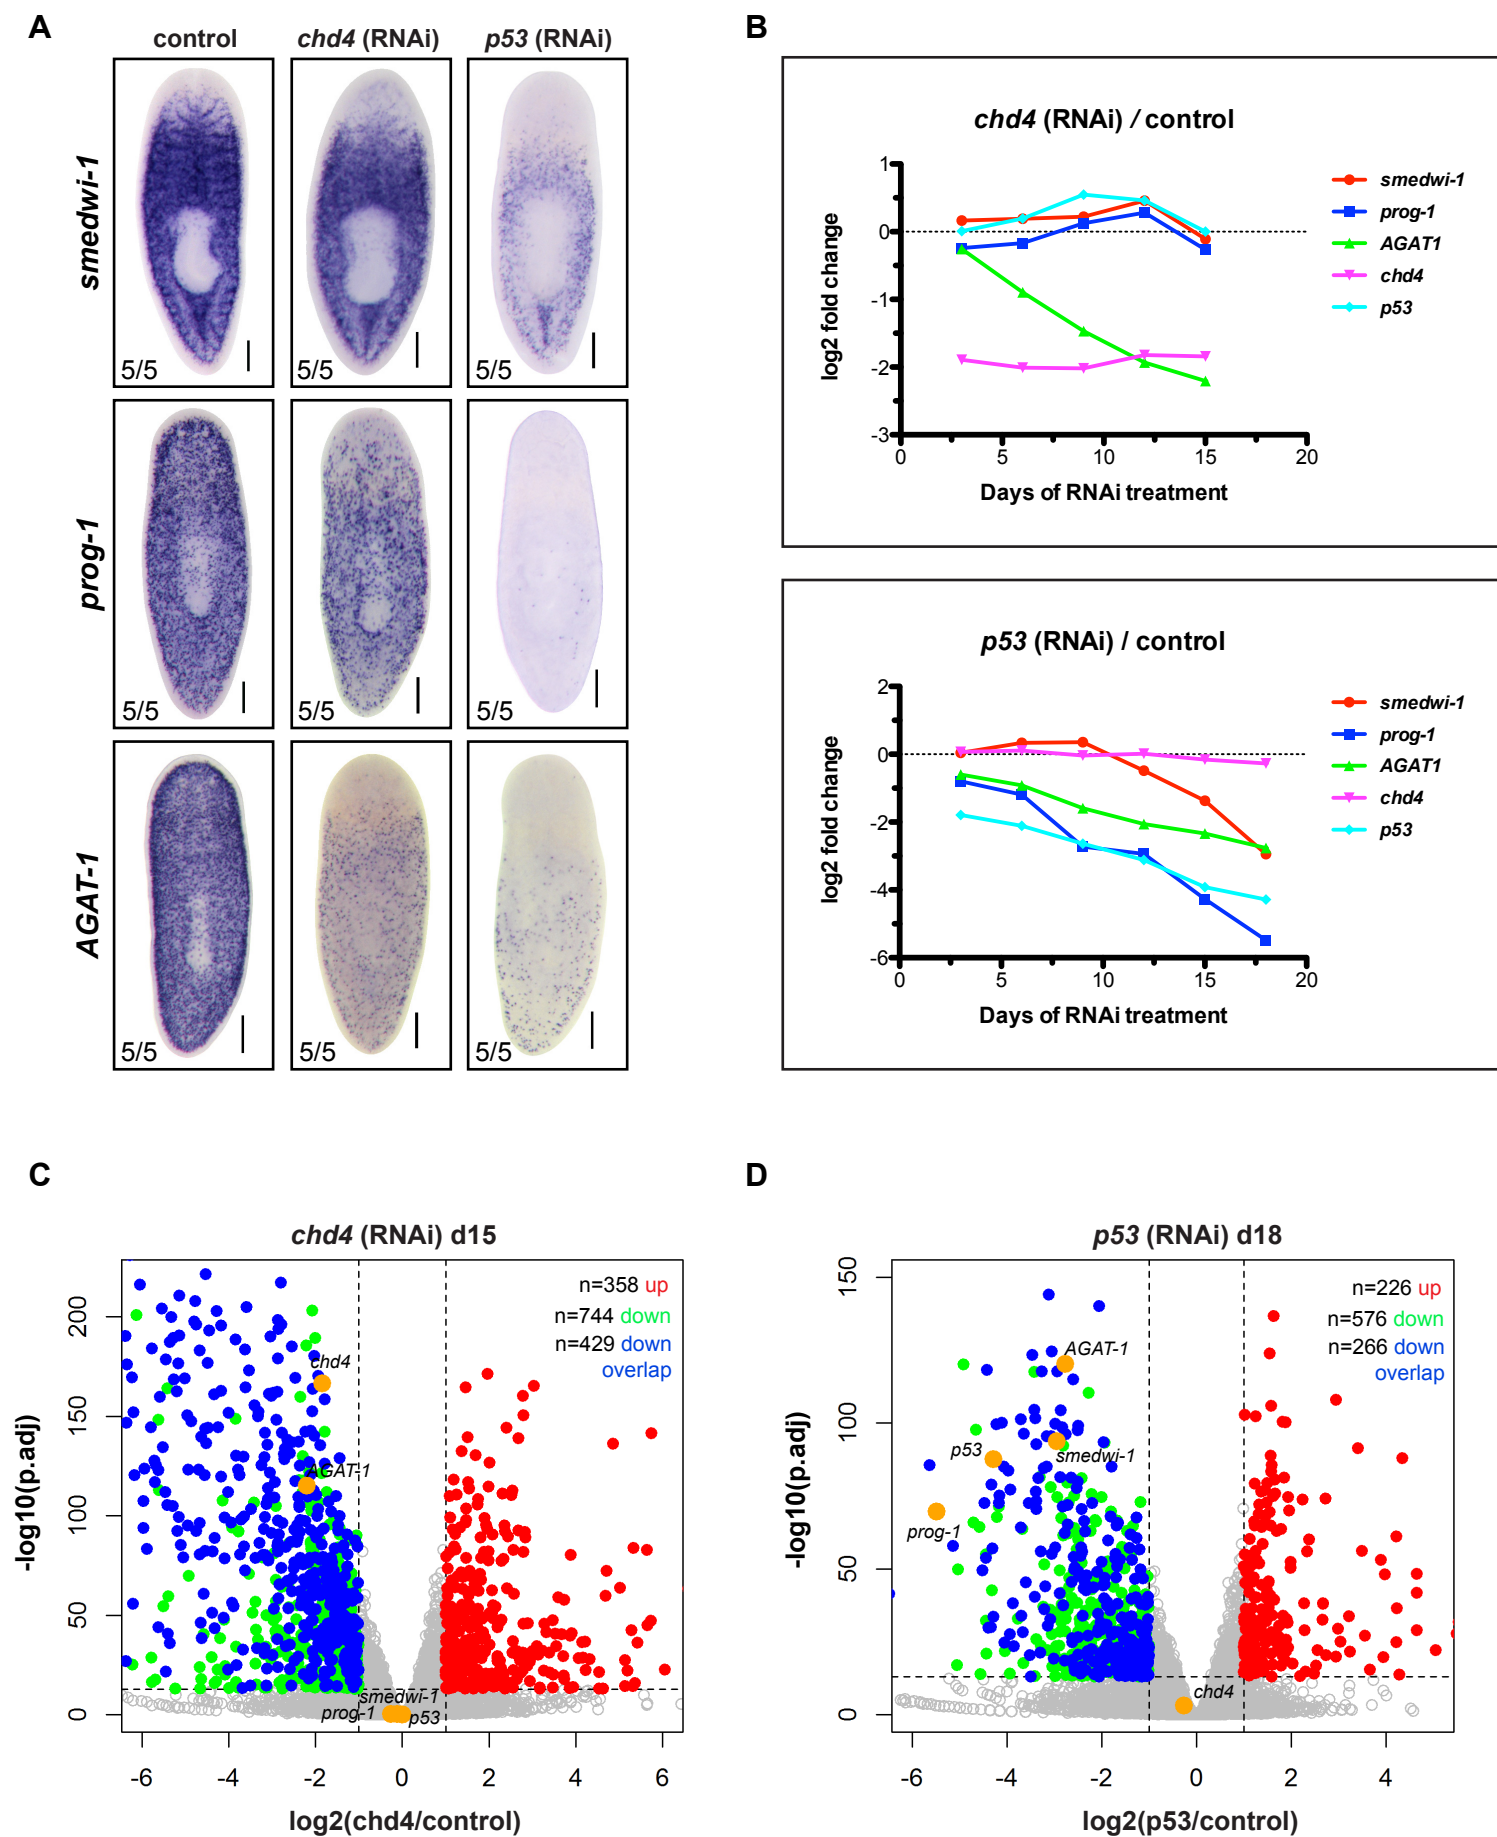 A
control
chd4 (RNAi)
p53 (RNAi)
smedwi-1
5/5
5/5
5/5
prog-1
5/5
5/5
5/5
AGAT-1
5/5
5/5
5/5
B
chd4 (RNAi) / control
log2 fold change
1
0
-1
-2
-3
0
5
10
15
20
Days of RNAi treatment
smedwi-1
prog-1
AGAT1
chd4
p53
p53 (RNAi) / control
log2 fold change
2
0
-2
-4
-6
0
5
10
15
20
Days of RNAi treatment
smedwi-1
prog-1
AGAT1
chd4
p53
C
chd4 (RNAi) d15
n=358 up
n=744 down
n=429 down
overlap
chd4
AGAT-1
smedwi-1
prog-1
p53
-log10(p.adj)
200
150
100
50
0
-6
-4
-2
0
2
4
6
log2(chd4/control)
D
p53 (RNAi) d18
n=226 up
n=576 down
n=266 down
overlap
AGAT-1
p53
smedwi-1
prog-1
chd4
-log10(p.adj)
150
100
50
0
-6
-4
-2
0
2
4
log2(p53/control)